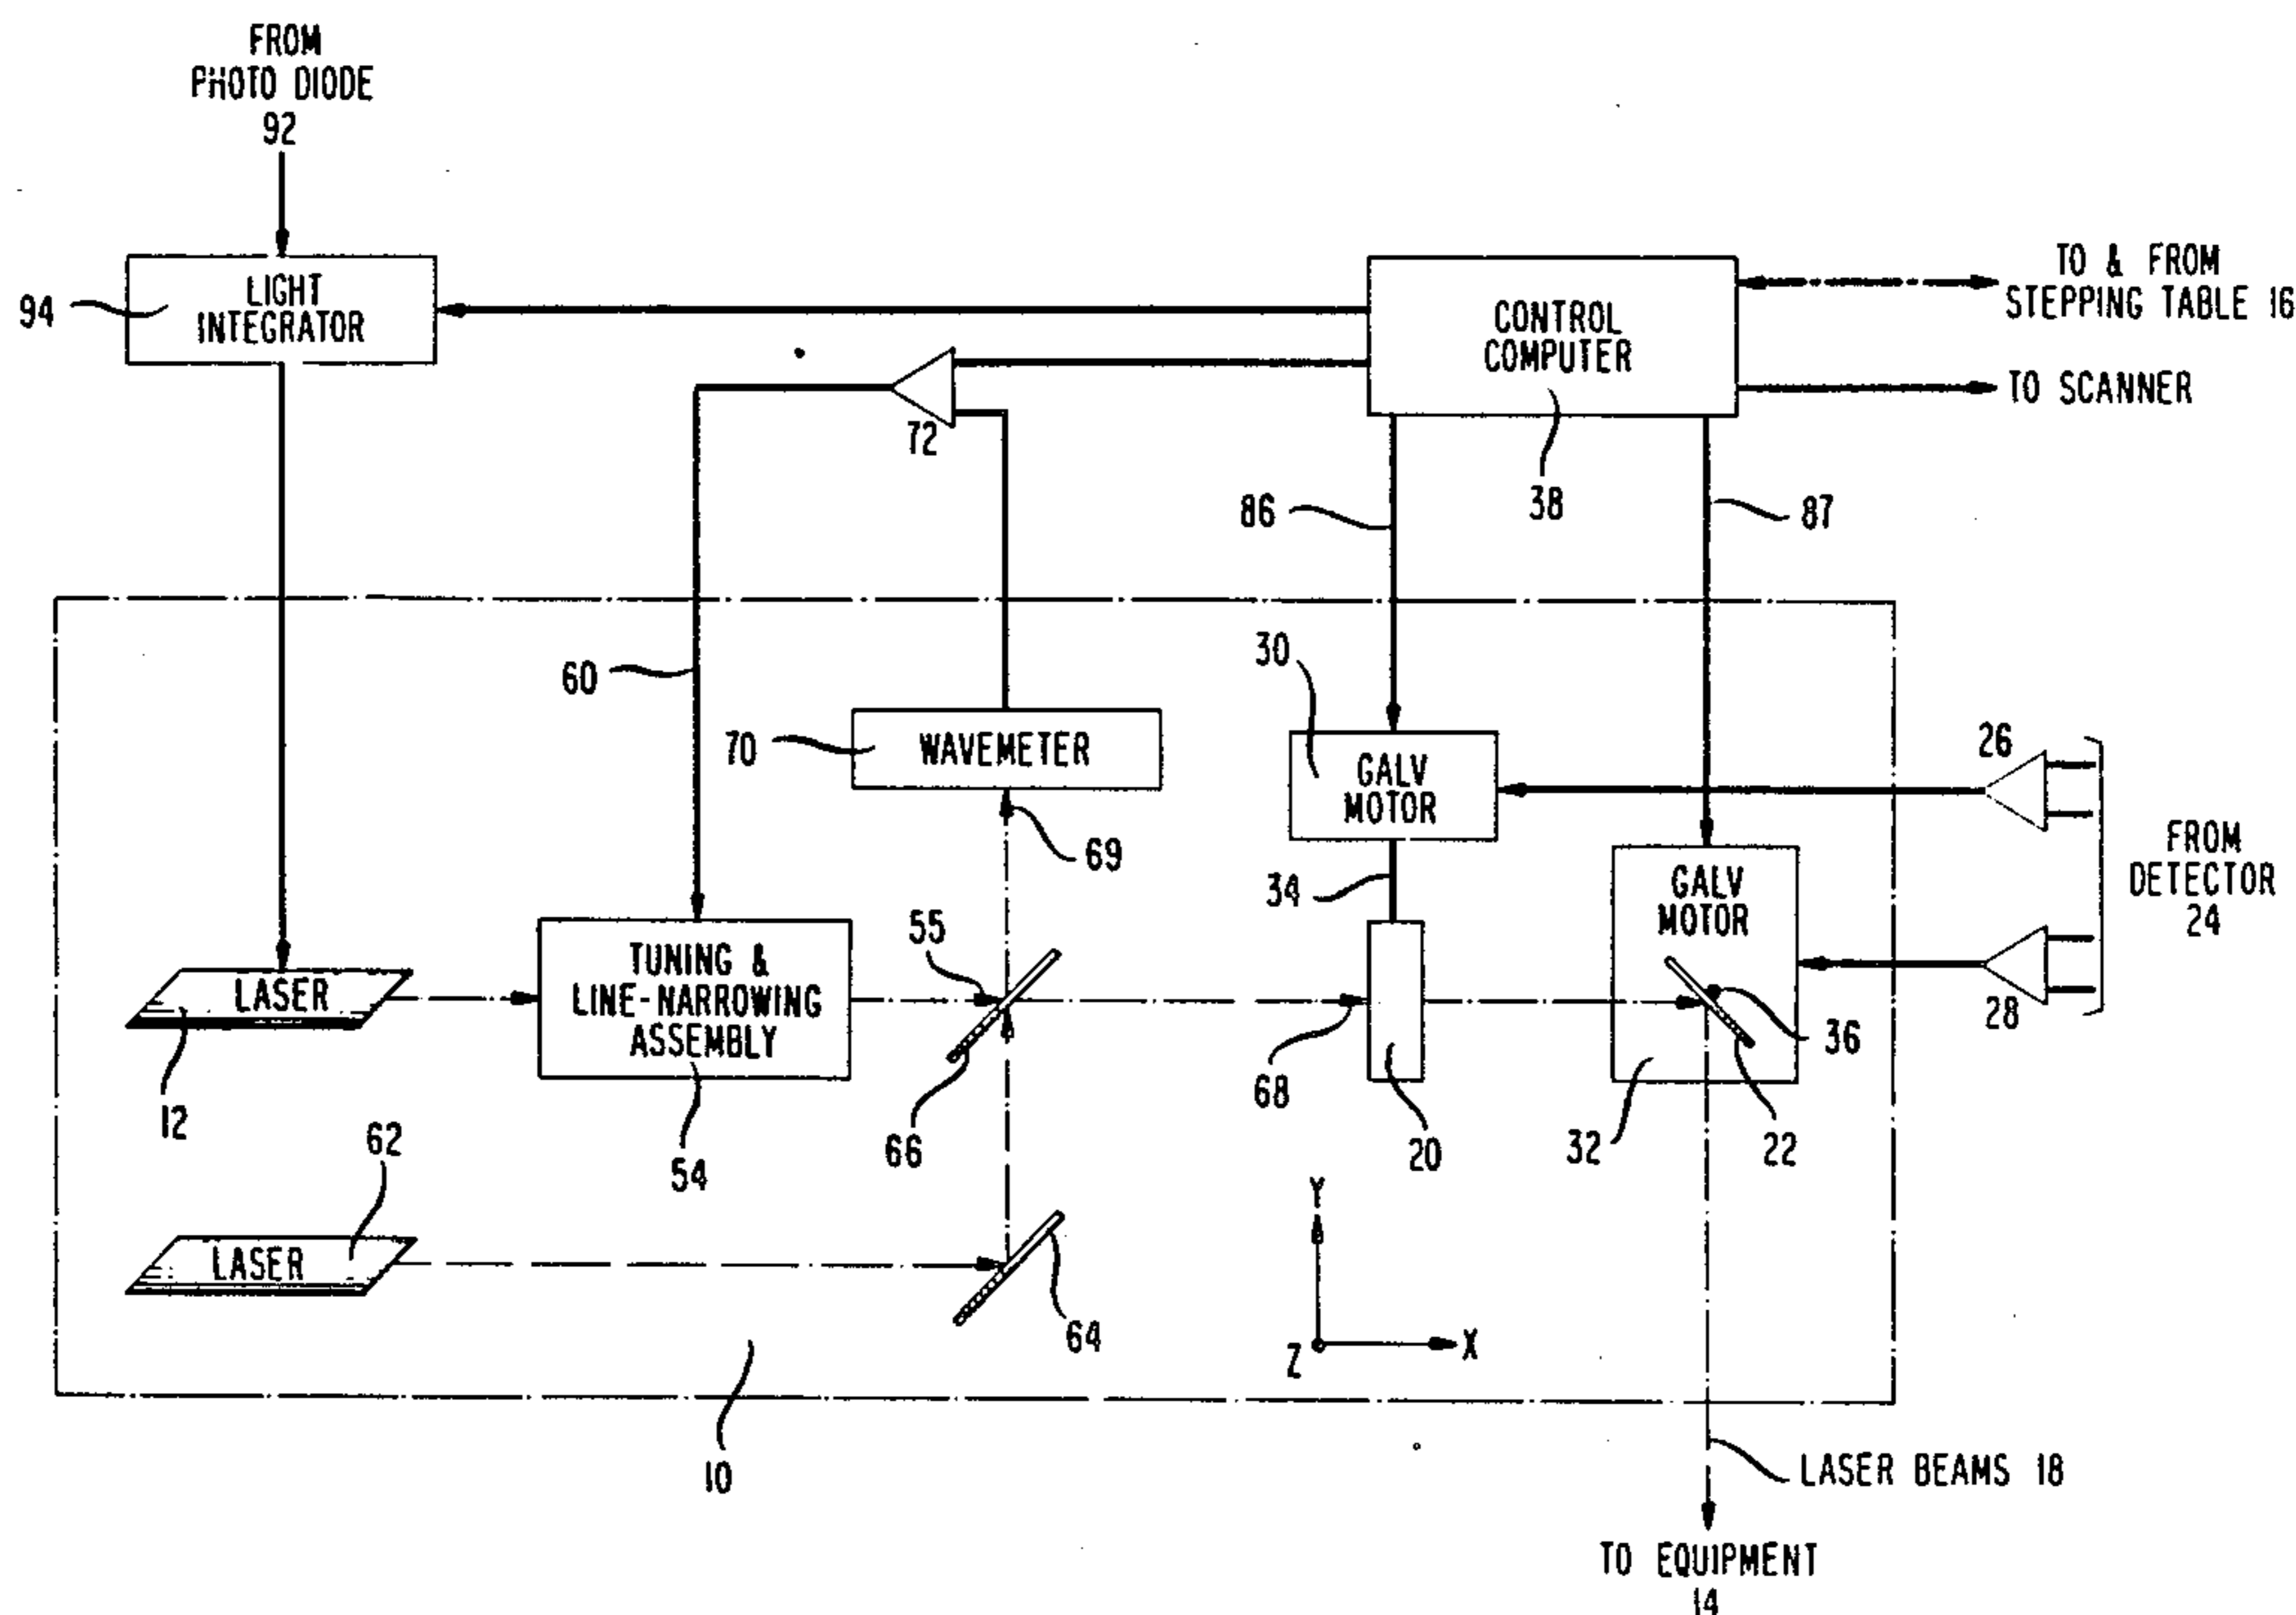 FROM
PHOTO DIODE
92
94
LIGHT
INTEGRATOR
CONTROL
COMPUTER
38
TO & FROM
STEPPING TABLE 16
TO SCANNER
72
86
87
60
30
26
70
WAVEMETER
GALV
MOTOR
69
34
FROM
DETECTOR
24
GALV
MOTOR
55
LASER
TUNING &
LINE-NARROWING
ASSEMBLY
28
36
68
12
62
54
66
20
32
22
LASER
64
Y
Z
X
10
LASER BEAMS 18
TO EQUIPMENT
14